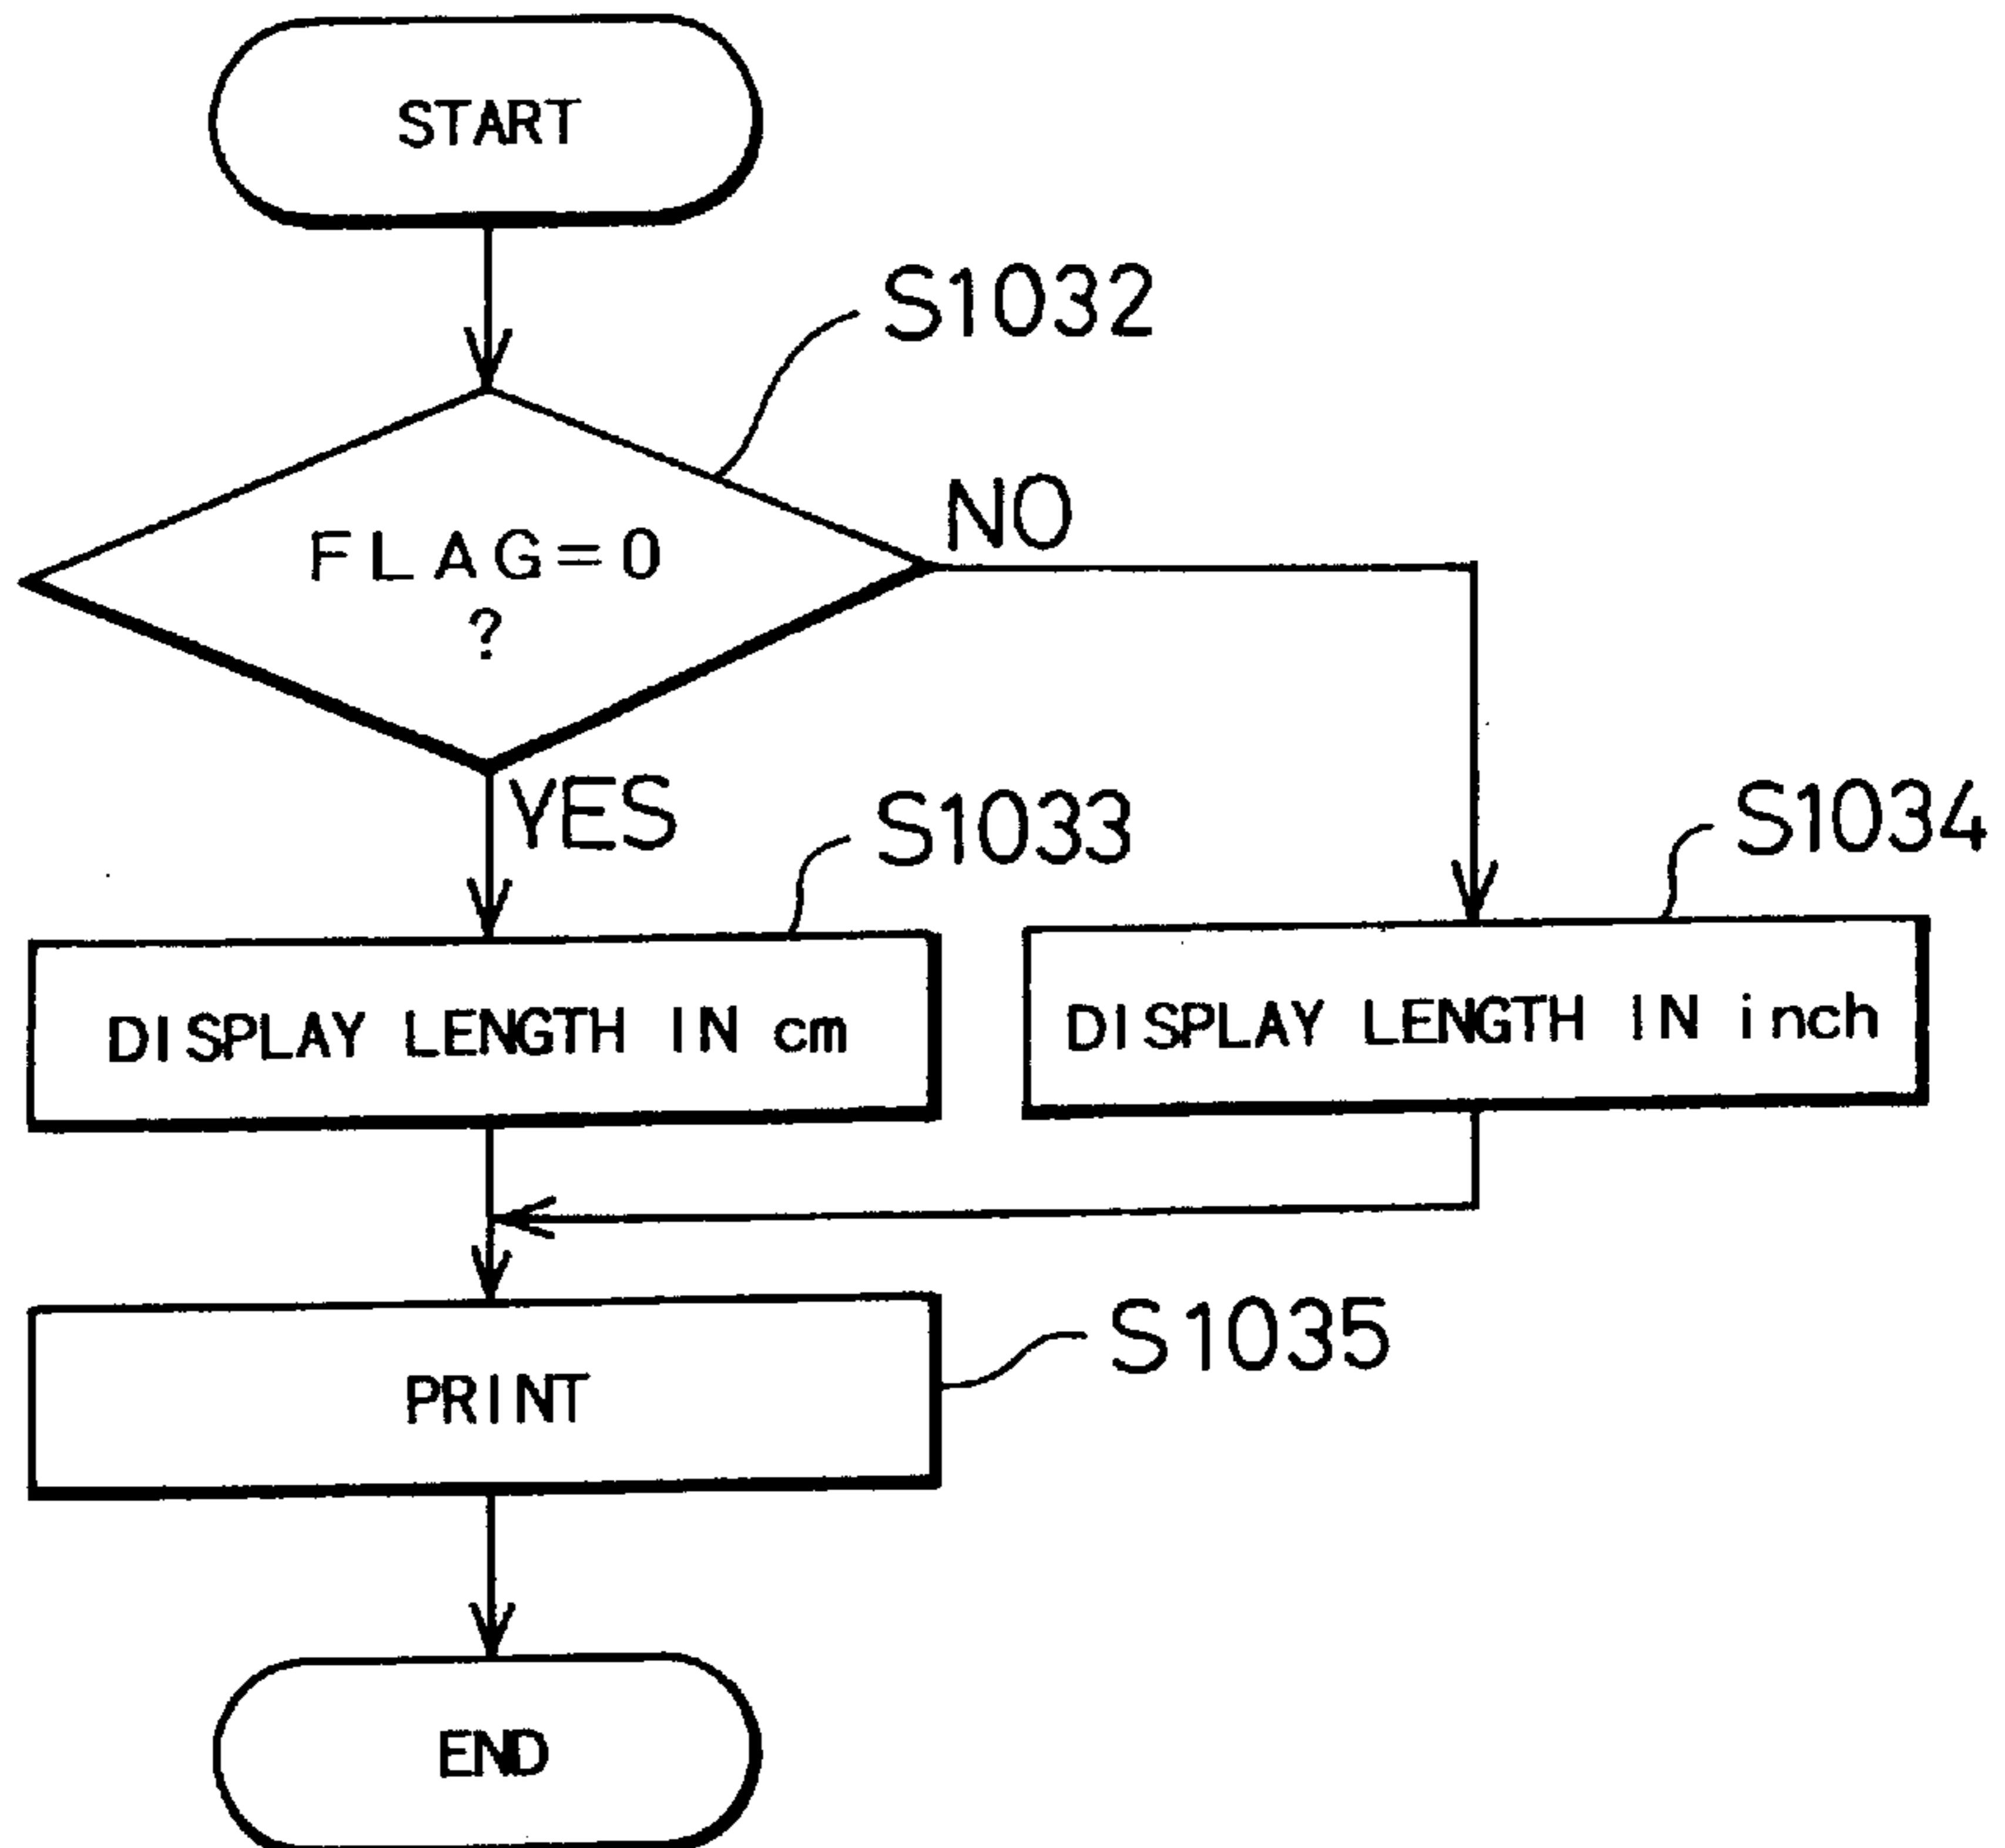 START
S1032
FLAG=0
?
NO
YES
S1033
S1034
DISPLAY LENGTH IN cm
DISPLAY LENGTH IN inch
PRINT
S1035
END